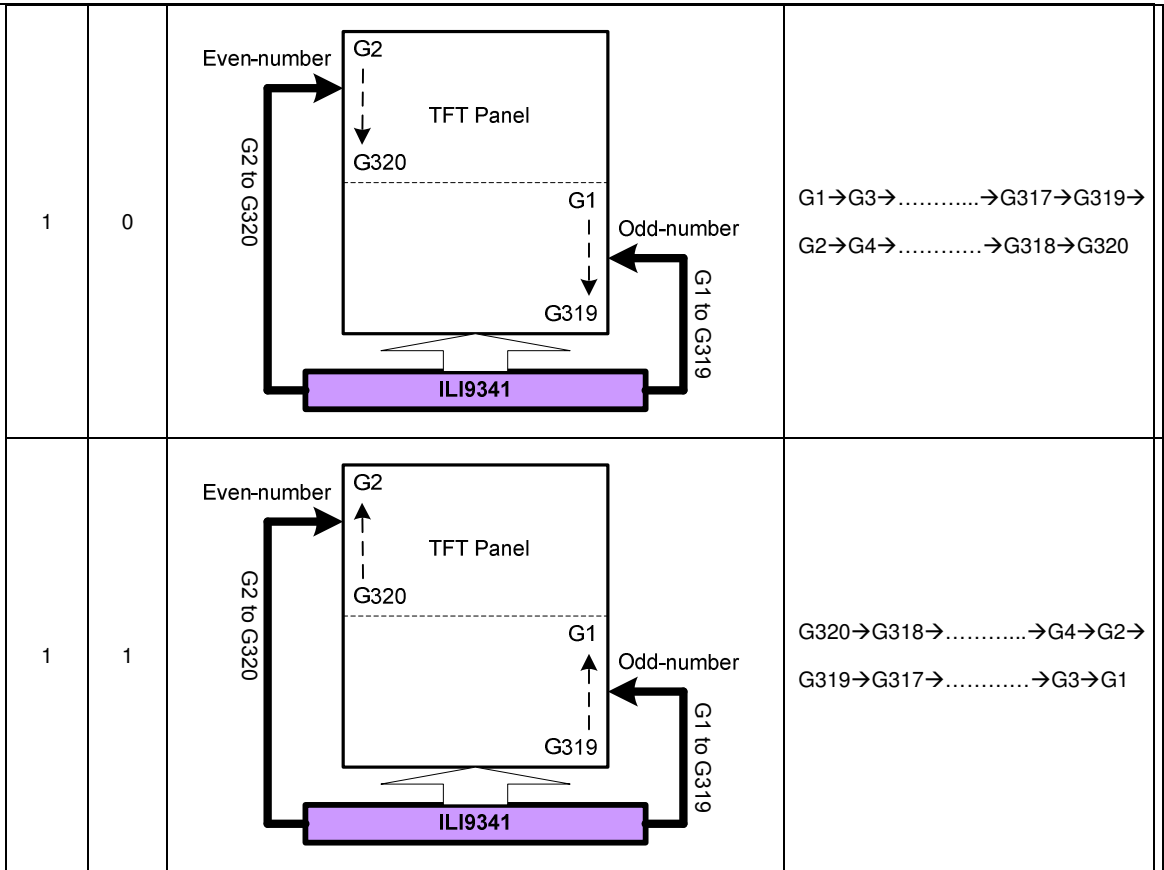 1
0
Even-number
G2
TFT Panel
G320
G2 to G320
G1
Odd-number
G319
G1 to G319
ILI9341
G1→G3→………...→G317→G319→
G2→G4→…………→G318→G320
1
1
Even-number
G2
TFT Panel
G320
G2 to G320
G1
Odd-number
G319
G1 to G319
ILI9341
G320→G318→………...→G4→G2→
G319→G317→…………→G3→G1